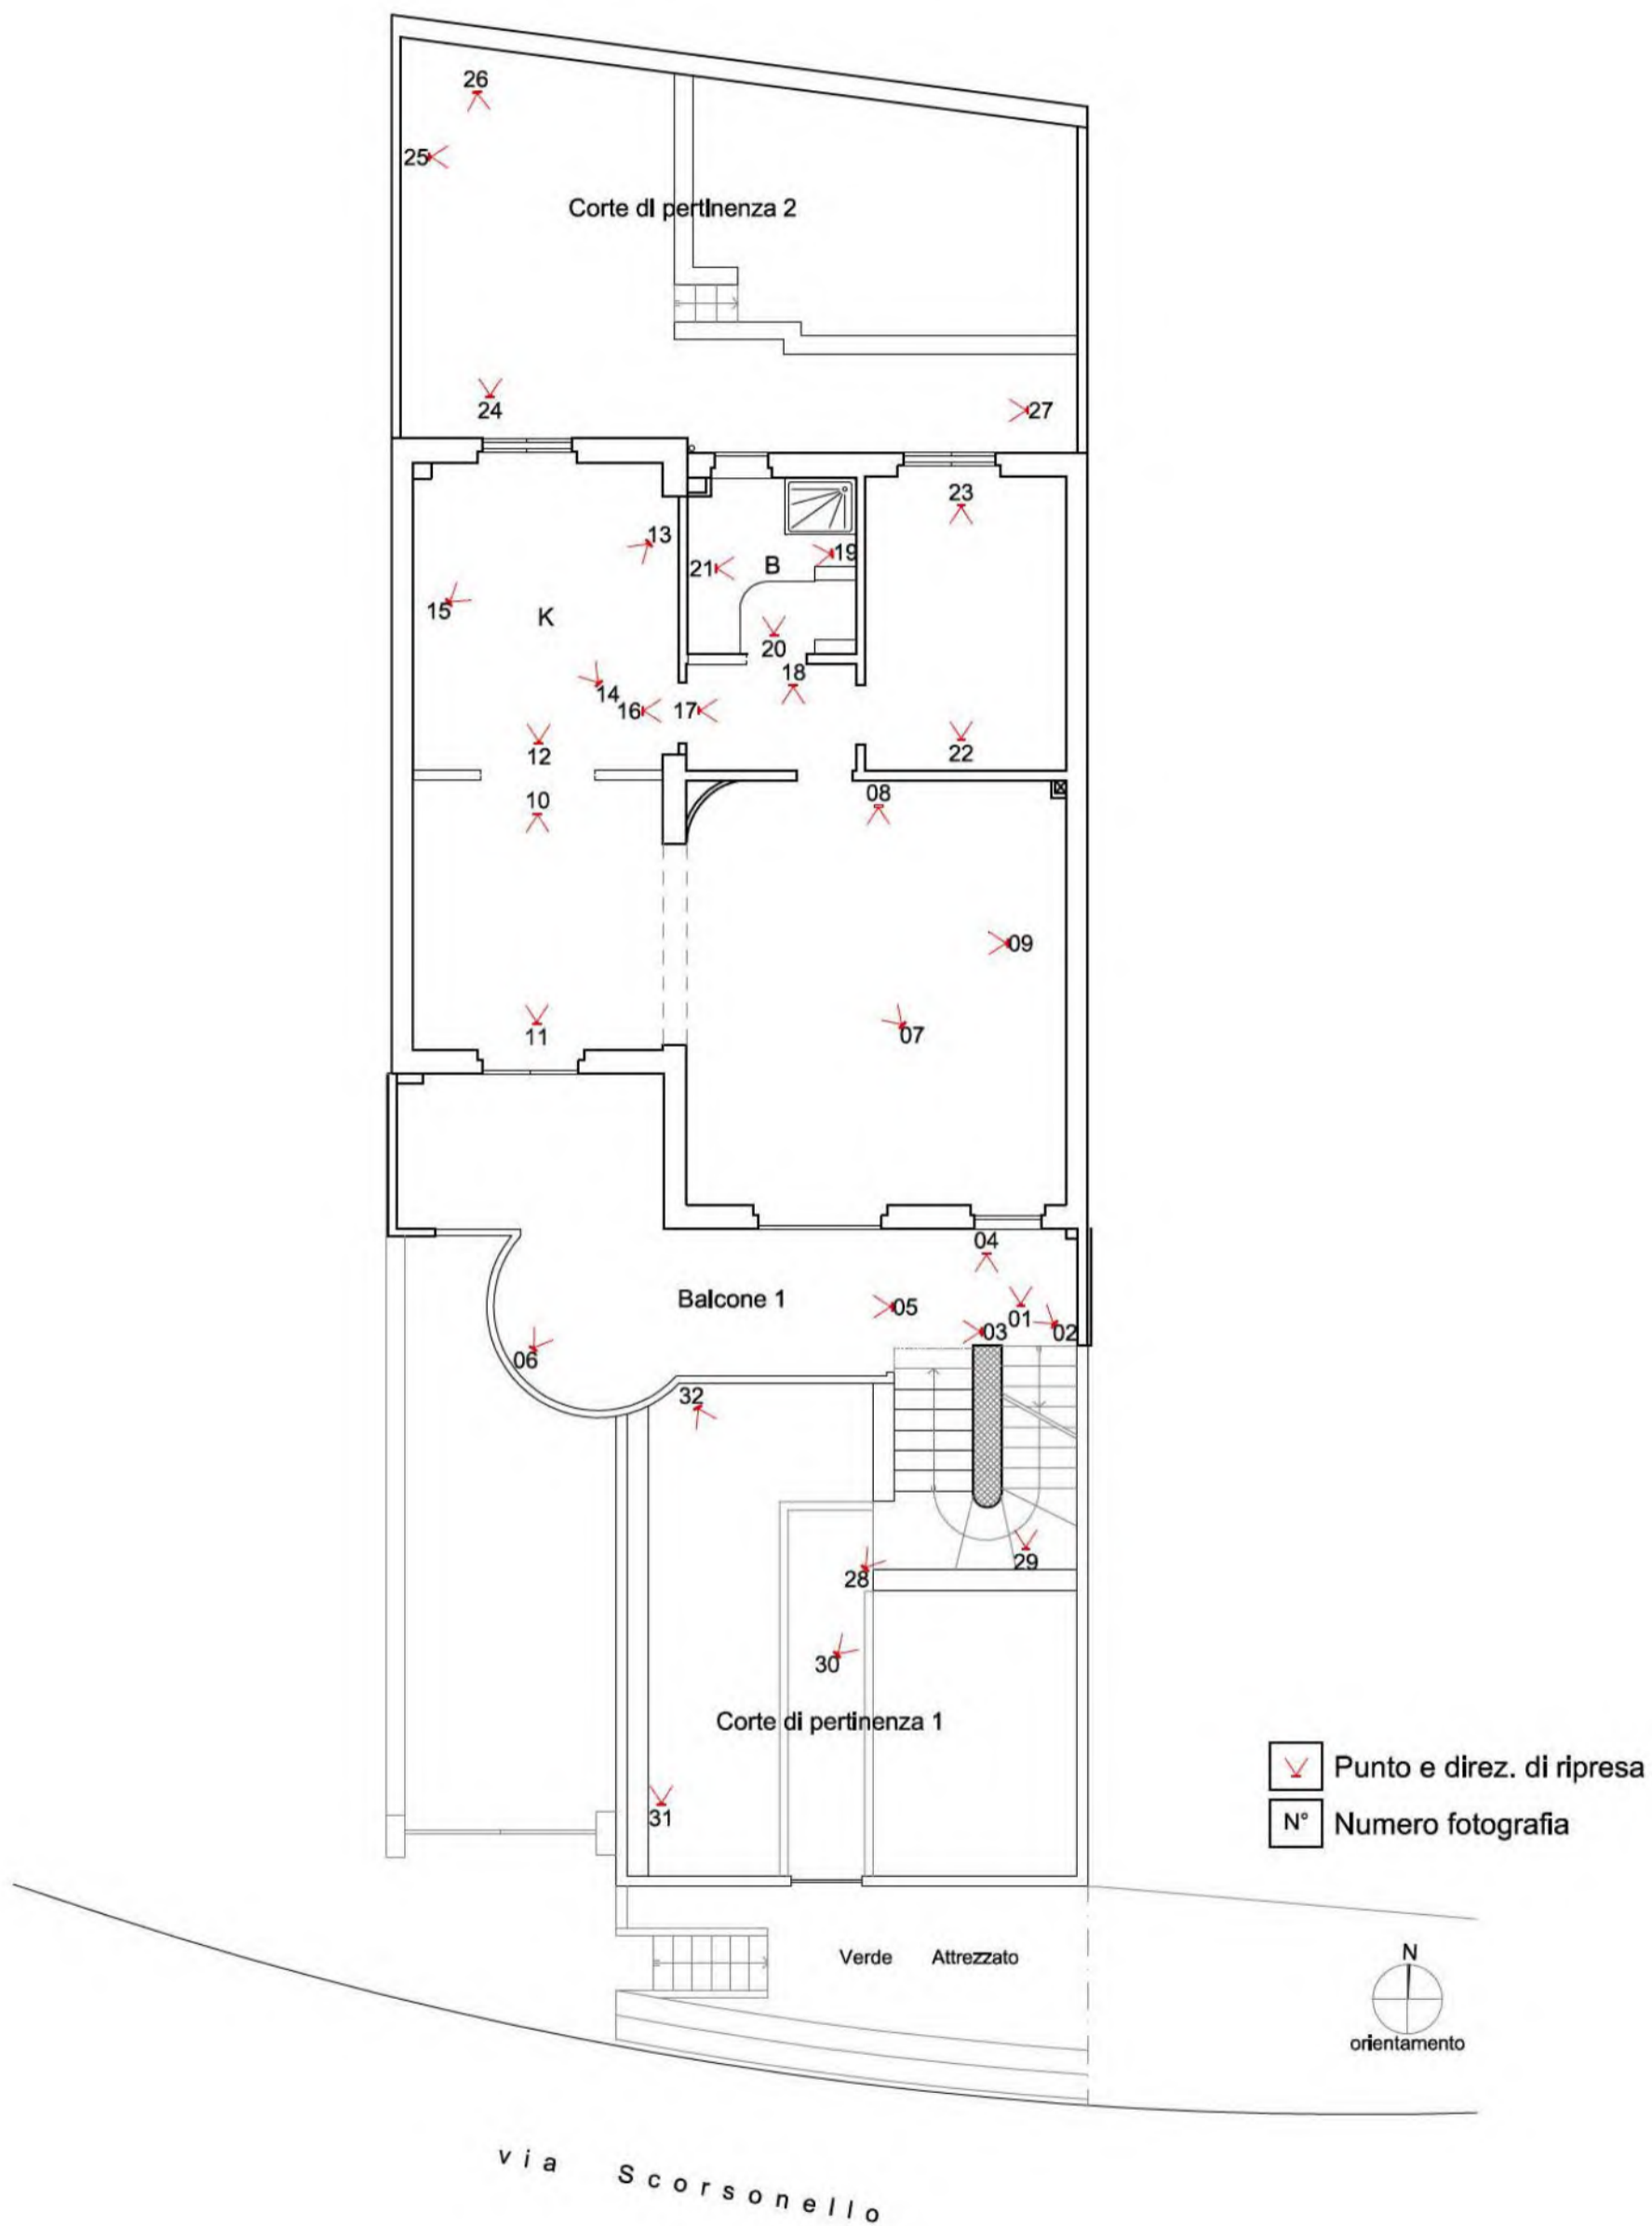 26
25
Corte di pertinenza 2
24
27
23
13
21
B
19
15
K
20
14
18
16
17
12
22
10
08
09
11
07
04
Balcone 1
05
01
03
02
06
32
29
28
30
Corte di pertinenza 1
31
Punto e direz. di ripresa
N° Numero fotografia
Verde Attrezzato
N
orientamento
via Scorsonello